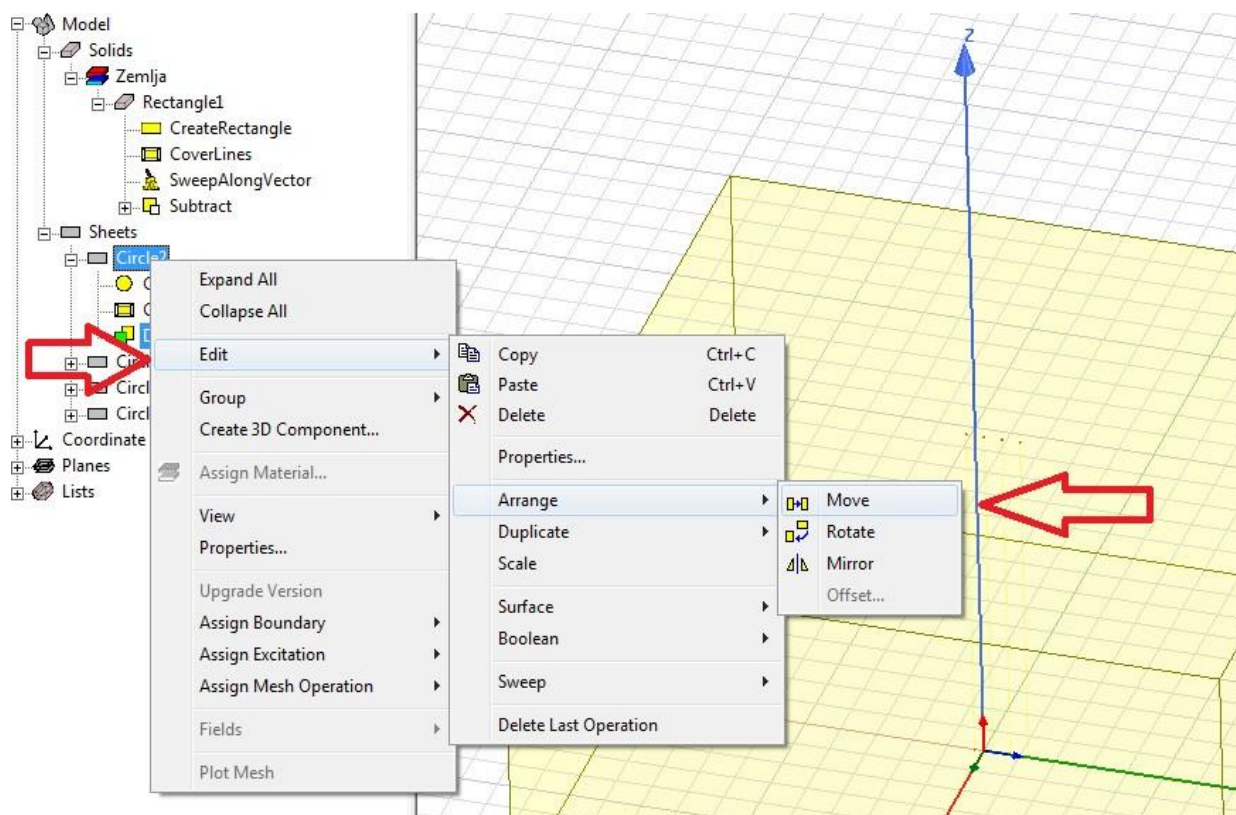 Model
Solids
Zemlja
Rectangle1
CreateRectangle
CoverLines
SweepAlongVector
Subtract
Sheets
Circle2
C
C
D
Cir
Circl
Circl
Coordinate
Planes
Lists
Expand All
Collapse All
Edit
Group
Create 3D Component...
Assign Material...
View
Properties...
Upgrade Version
Assign Boundary
Assign Excitation
Assign Mesh Operation
Fields
Plot Mesh
Copy Ctrl+C
Paste Ctrl+V
Delete Delete
Properties...
Arrange
Duplicate
Scale
Surface
Boolean
Sweep
Delete Last Operation
Move
Rotate
Mirror
Offset...
Z